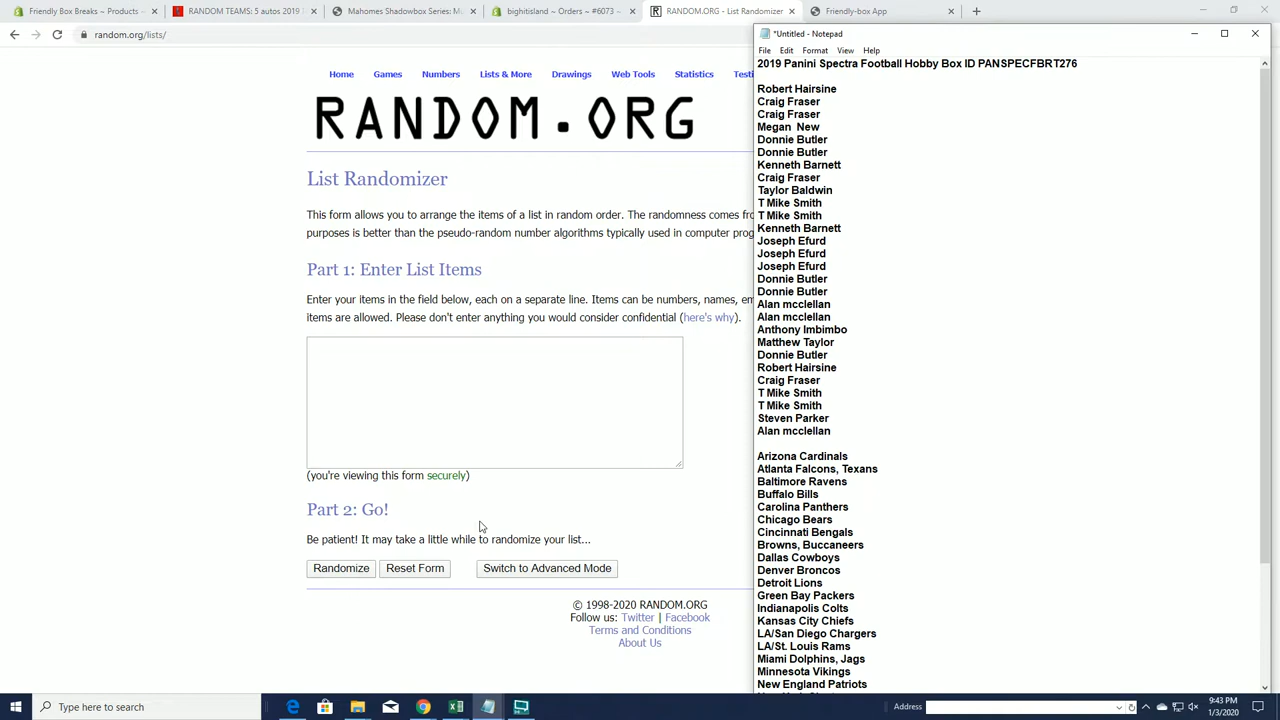 Friendly Box Breaks ~ Products ~
RANDOM TEAMS: 5 autos 2019
Mahomes Shadowbox Series M
bightisland ~ Orders ~ #6073 ~
RANDOM.ORG - List Randomizer
Friendly-box App
random.org/lists/
Home Games Numbers Lists & More Drawings Web Tools Statistics Testi
RANDOM.ORG
List Randomizer
This form allows you to arrange the items of a list in random order. The randomness comes fro
purposes is better than the pseudo-random number algorithms typically used in computer prog
Part 1: Enter List Items
Enter your items in the field below, each on a separate line. Items can be numbers, names, em
items are allowed. Please don't enter anything you would consider confidential (here's why).
(you're viewing this form securely)
Part 2: Go!
Be patient! It may take a little while to randomize your list...
Randomize Reset Form Switch to Advanced Mode
© 1998-2020 RANDOM.ORG
Follow us: Twitter | Facebook
Terms and Conditions
About Us
*Untitled - Notepad
File Edit Format View Help
2019 Panini Spectra Football Hobby Box ID PANSPECFBRT276
Robert Hairsine
Craig Fraser
Craig Fraser
Megan  New
Donnie Butler
Donnie Butler
Kenneth Barnett
Craig Fraser
Taylor Baldwin
T Mike Smith
T Mike Smith
Kenneth Barnett
Joseph Efurd
Joseph Efurd
Joseph Efurd
Donnie Butler
Donnie Butler
Alan mcclellan
Alan mcclellan
Anthony Imbimbo
Matthew Taylor
Donnie Butler
Robert Hairsine
Craig Fraser
T Mike Smith
T Mike Smith
Steven Parker
Alan mcclellan
Arizona Cardinals
Atlanta Falcons, Texans
Baltimore Ravens
Buffalo Bills
Carolina Panthers
Chicago Bears
Cincinnati Bengals
Browns, Buccaneers
Dallas Cowboys
Denver Broncos
Detroit Lions
Green Bay Packers
Indianapolis Colts
Kansas City Chiefs
LA/San Diego Chargers
LA/St. Louis Rams
Miami Dolphins, Jags
Minnesota Vikings
New England Patriots
Type here to search
Address
9:43 PM
1/3/2020